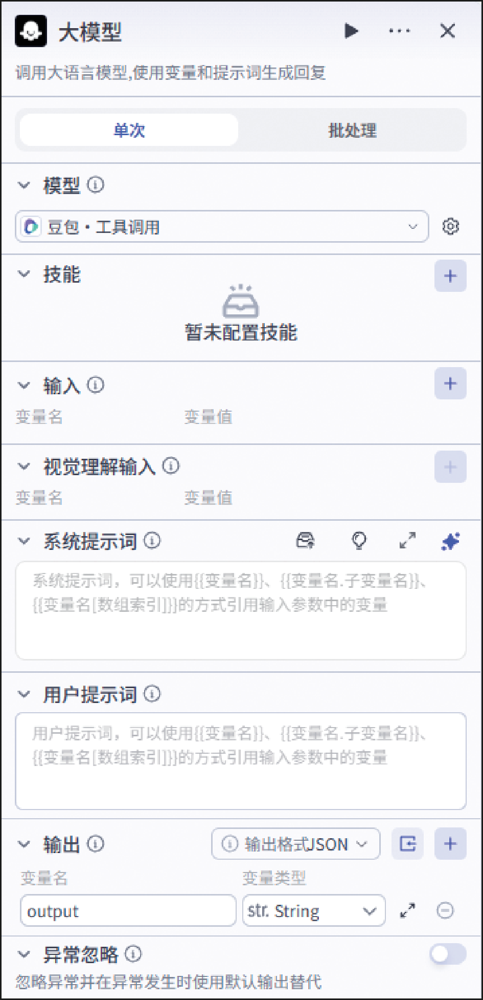 大模型
调用大语言模型,使用变量和提示词生成回复
单次 批处理
模型
豆包·工具调用
技能
暂未配置技能
输入
变量名 变量值
视觉理解输入
变量名 变量值
系统提示词
系统提示词，可以使用{{变量名}}、{{变量名.子变量名}}、
{{变量名[数组索引]}}的方式引用输入参数中的变量
用户提示词
用户提示词，可以使用{{变量名}}、{{变量名.子变量名}}、
{{变量名[数组索引]}}的方式引用输入参数中的变量
输出 输出格式JSON
变量名 变量类型
output str. String
异常忽略
忽略异常并在异常发生时使用默认输出替代